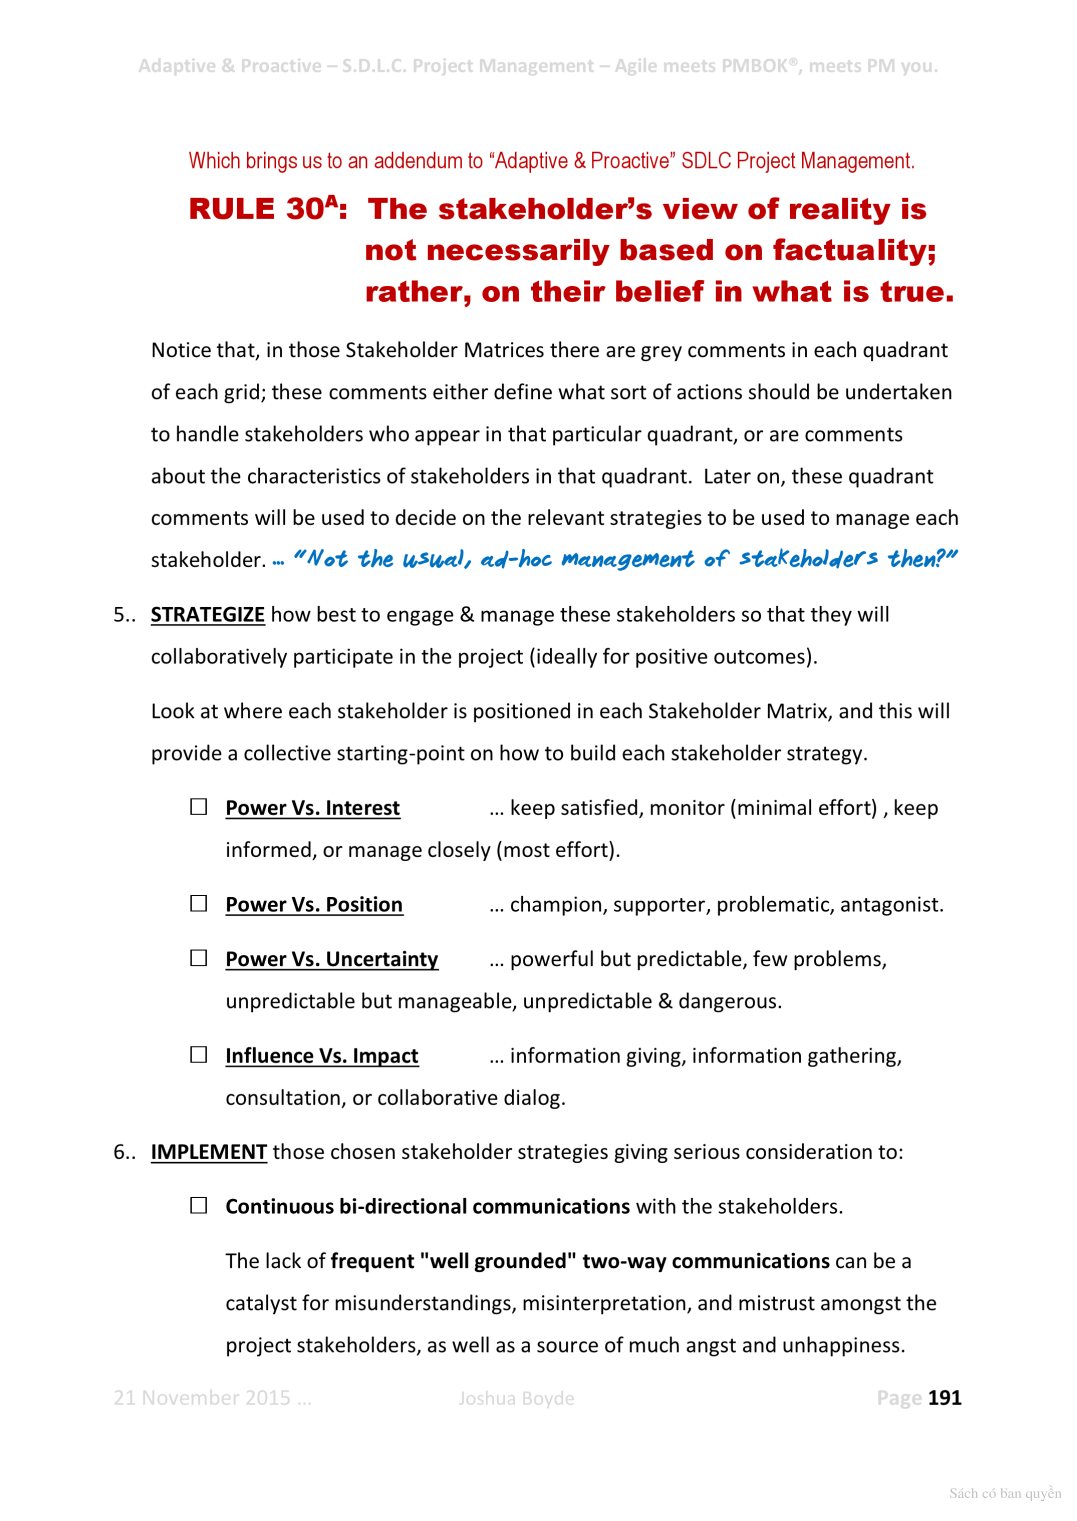 Adaptive & Proactive – S.D.L.C. Project Management – Agile meets PMBOK®, meets PM you.
Which brings us to an addendum to “Adaptive & Proactive” SDLC Project Management.
RULE 30ᴬ: The stakeholder’s view of reality is
not necessarily based on factuality;
rather, on their belief in what is true.
Notice that, in those Stakeholder Matrices there are grey comments in each quadrant
of each grid; these comments either define what sort of actions should be undertaken
to handle stakeholders who appear in that particular quadrant, or are comments
about the characteristics of stakeholders in that quadrant.  Later on, these quadrant
comments will be used to decide on the relevant strategies to be used to manage each
stakeholder. … “Not the usual, ad-hoc management of stakeholders then?”
5.. STRATEGIZE how best to engage & manage these stakeholders so that they will
collaboratively participate in the project (ideally for positive outcomes).
Look at where each stakeholder is positioned in each Stakeholder Matrix, and this will
provide a collective starting-point on how to build each stakeholder strategy.
☐ Power Vs. Interest … keep satisfied, monitor (minimal effort) , keep
informed, or manage closely (most effort).
☐ Power Vs. Position … champion, supporter, problematic, antagonist.
☐ Power Vs. Uncertainty … powerful but predictable, few problems,
unpredictable but manageable, unpredictable & dangerous.
☐ Influence Vs. Impact … information giving, information gathering,
consultation, or collaborative dialog.
6.. IMPLEMENT those chosen stakeholder strategies giving serious consideration to:
☐ Continuous bi-directional communications with the stakeholders.
The lack of frequent "well grounded" two-way communications can be a
catalyst for misunderstandings, misinterpretation, and mistrust amongst the
project stakeholders, as well as a source of much angst and unhappiness.
21 November 2015 … Joshua Boyde Page 191
Sách có bản quyền